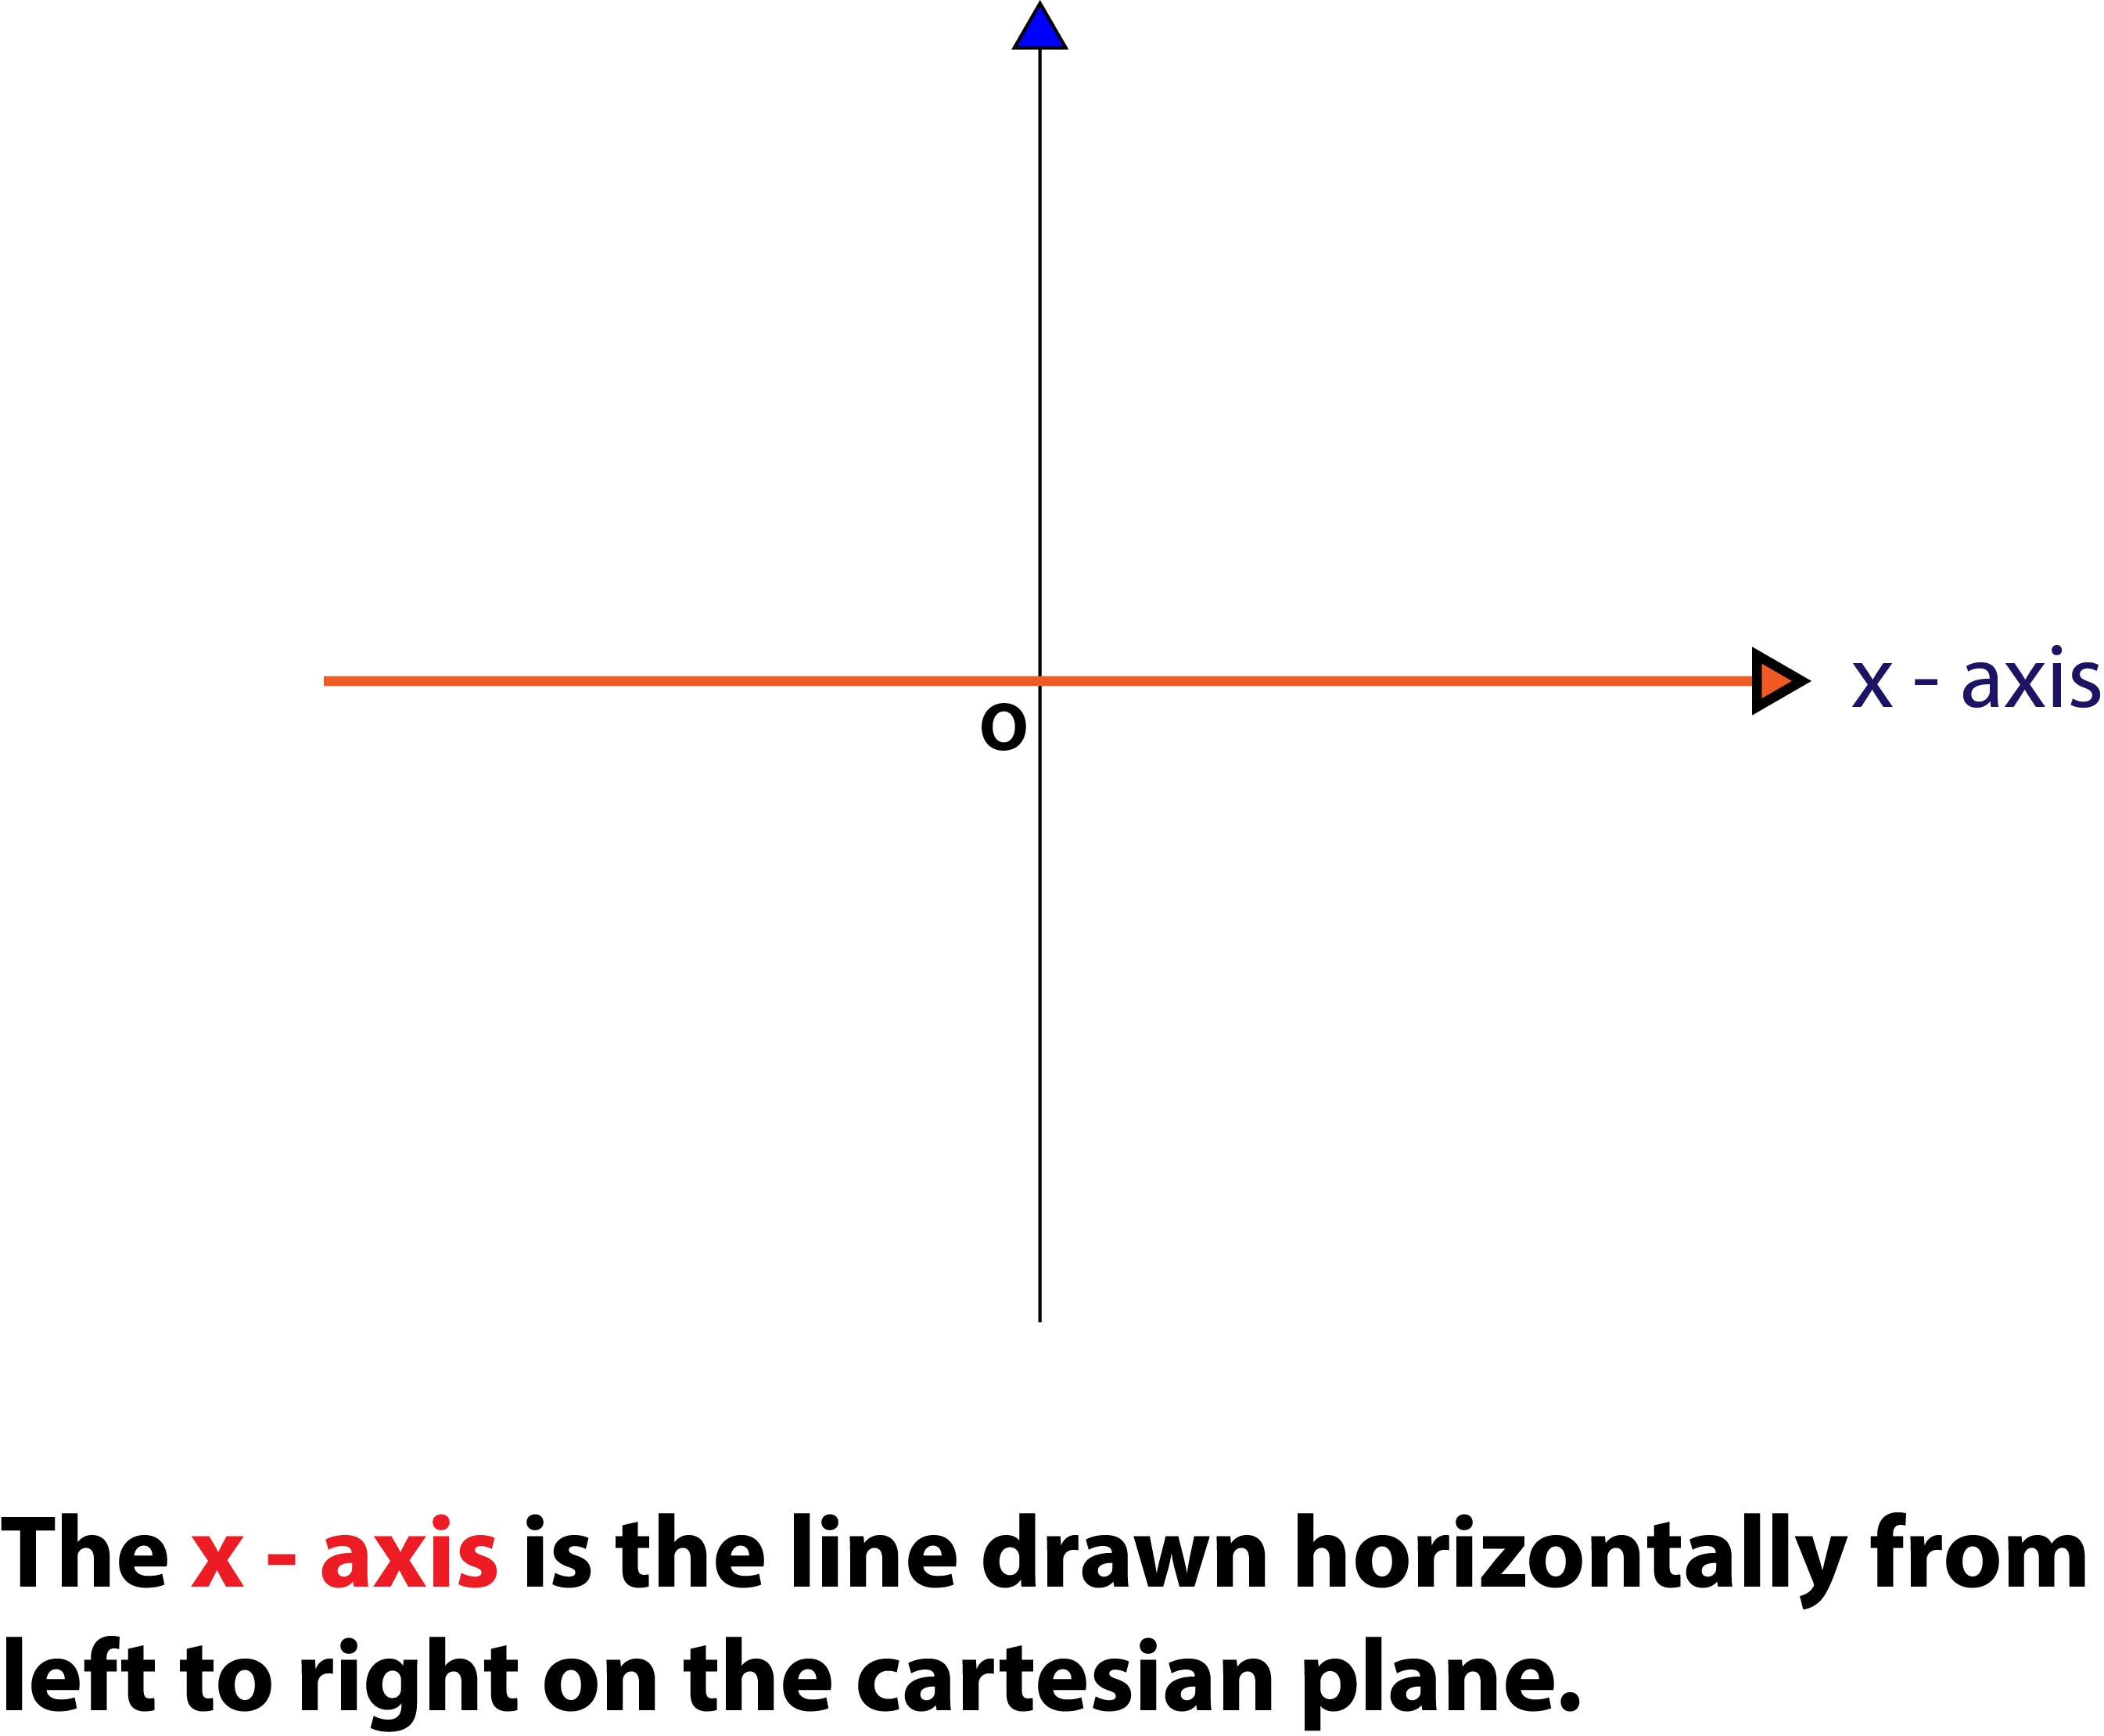 x - axis
o
The x - axis is the line drawn horizontally from
left to right on the cartesian plane.